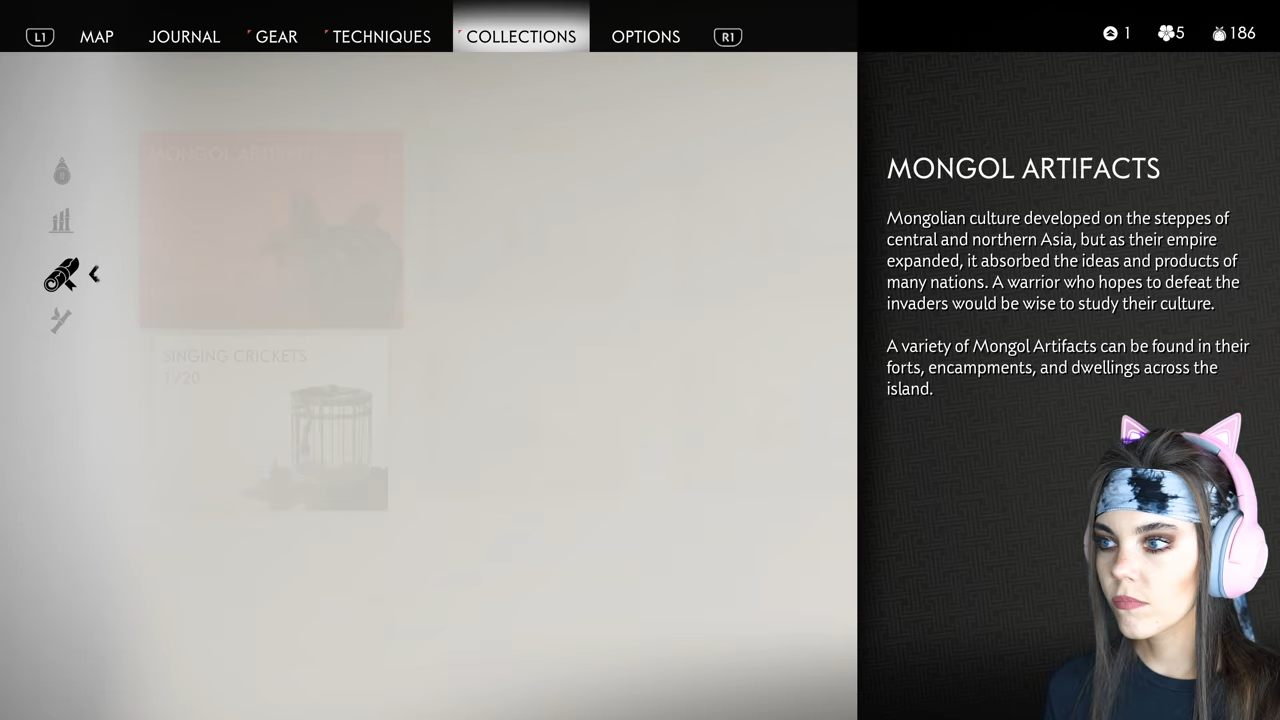 L1 MAP JOURNAL GEAR TECHNIQUES COLLECTIONS OPTIONS R1
1 5 186
MONGOL ARTIFACTS
MONGOL ARTIFACTS
Mongolian culture developed on the steppes of
central and northern Asia, but as their empire
expanded, it absorbed the ideas and products of
many nations. A warrior who hopes to defeat the
invaders would be wise to study their culture.
A variety of Mongol Artifacts can be found in their
forts, encampments, and dwellings across the
island.
SINGING CRICKETS